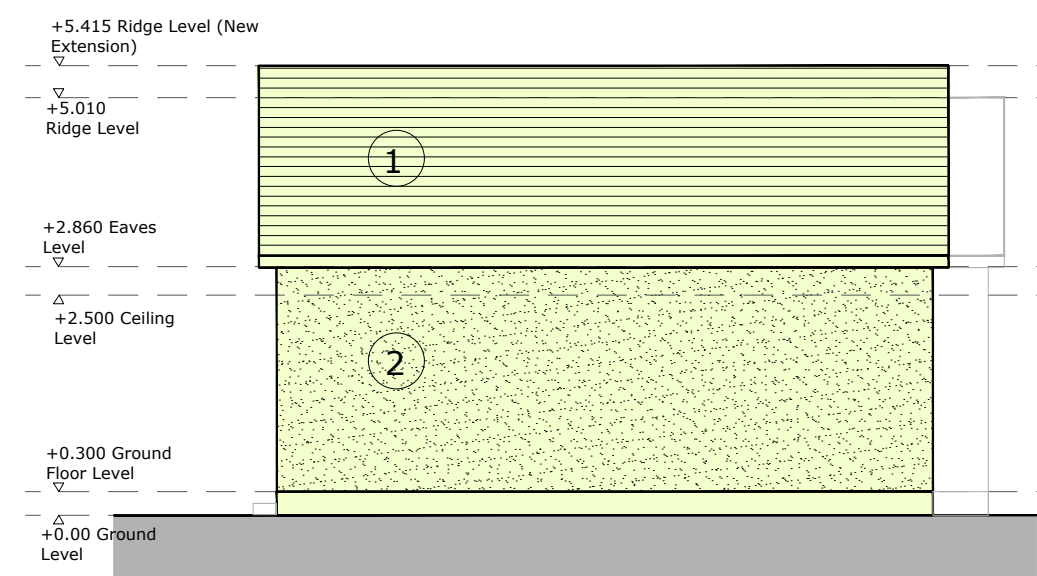 +5.415 Ridge Level (New
Extension)
+5.010
Ridge Level
1
+2.860 Eaves
Level
+2.500 Ceiling
Level
2
+0.300 Ground
Floor Level
+0.00 Ground
Level